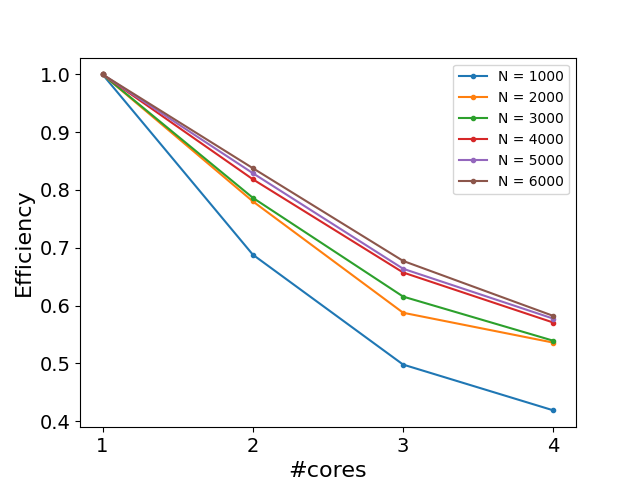 1.0
0.9
0.8
0.7
0.6
0.5
0.4
Efficiency
N = 1000
N = 2000
N = 3000
N = 4000
N = 5000
N = 6000
1 2 3 4
#cores